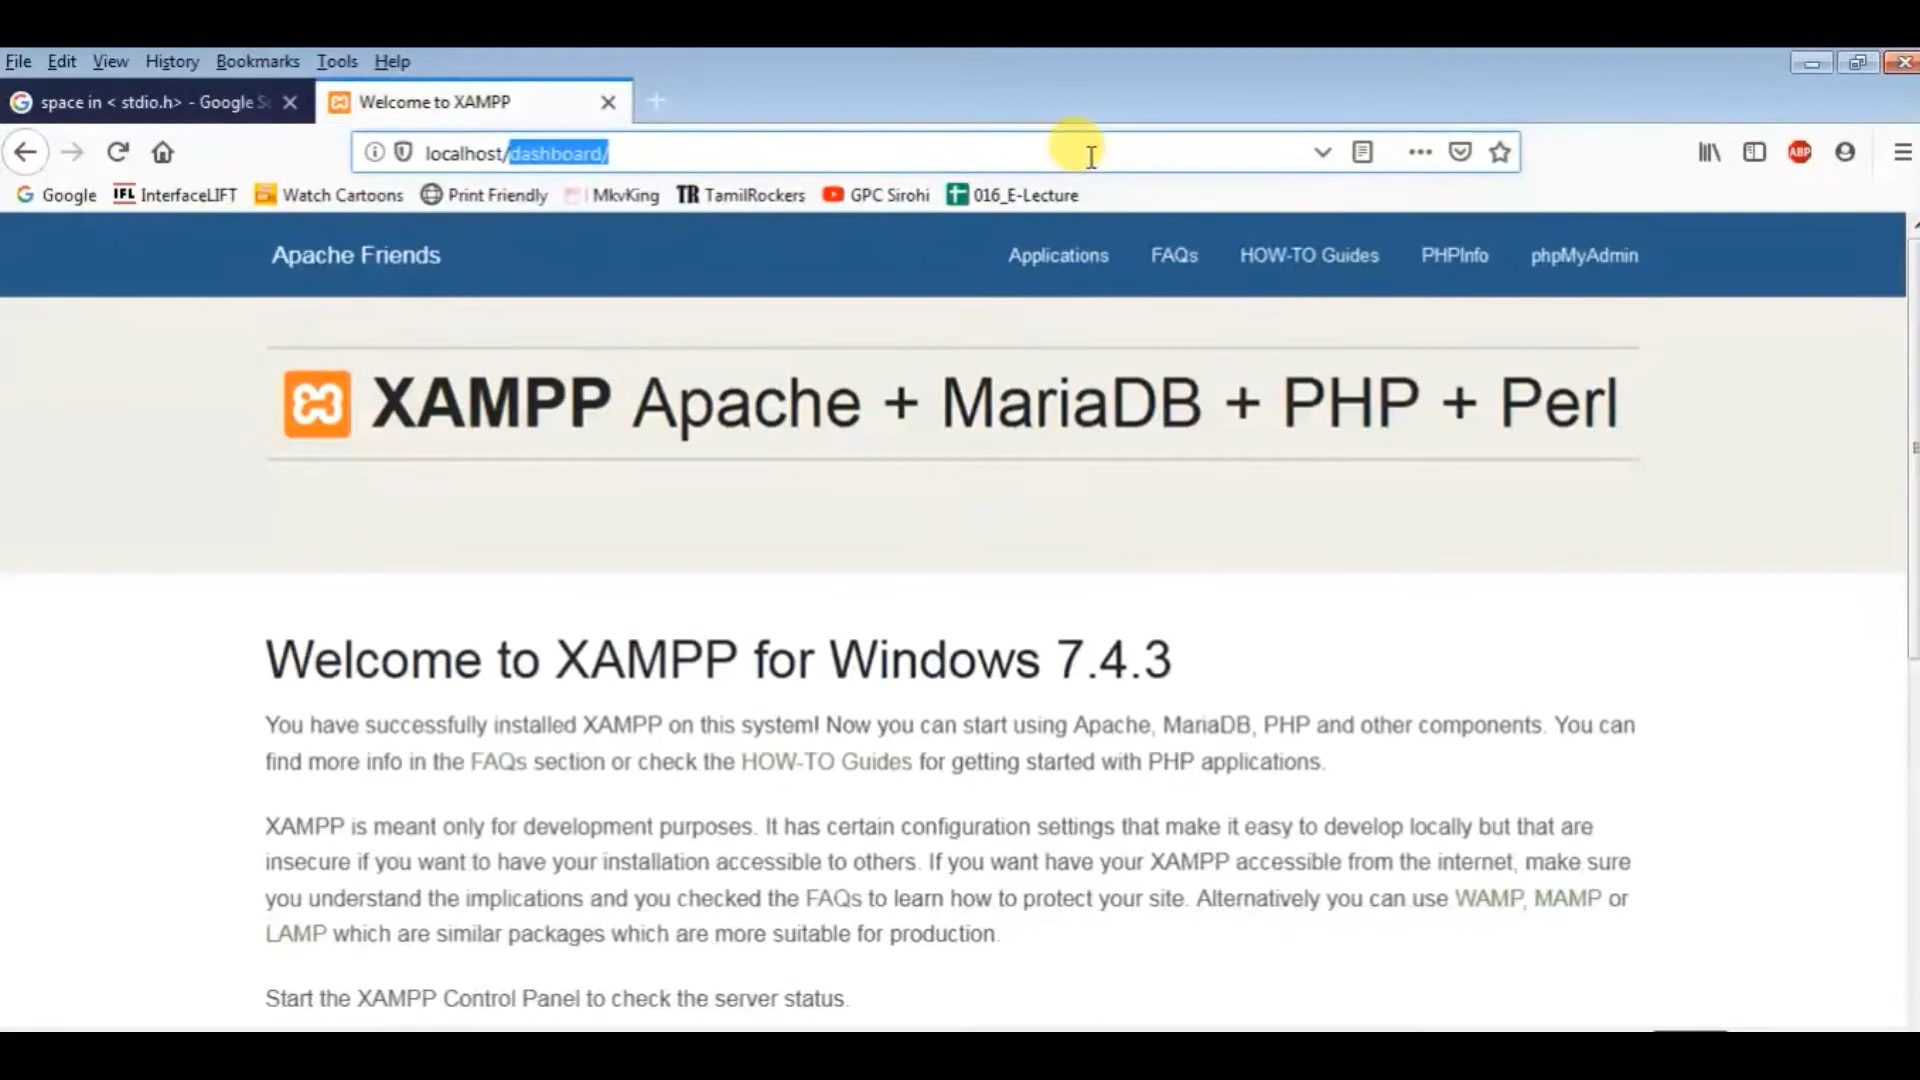 File Edit View History Bookmarks Tools Help
space in < stdio.h> - Google Se
Welcome to XAMPP
localhost/dashboard/
ABP
Google IFL InterfaceLIFT Watch Cartoons Print Friendly MkvKing TR TamilRockers GPC Sirohi 016_E-Lecture
Apache Friends Applications FAQs HOW-TO Guides PHPInfo phpMyAdmin
XAMPP Apache + MariaDB + PHP + Perl
Welcome to XAMPP for Windows 7.4.3
You have successfully installed XAMPP on this system! Now you can start using Apache, MariaDB, PHP and other components. You can
find more info in the FAQs section or check the HOW-TO Guides for getting started with PHP applications.
XAMPP is meant only for development purposes. It has certain configuration settings that make it easy to develop locally but that are
insecure if you want to have your installation accessible to others. If you want have your XAMPP accessible from the internet, make sure
you understand the implications and you checked the FAQs to learn how to protect your site. Alternatively you can use WAMP, MAMP or
LAMP which are similar packages which are more suitable for production.
Start the XAMPP Control Panel to check the server status.